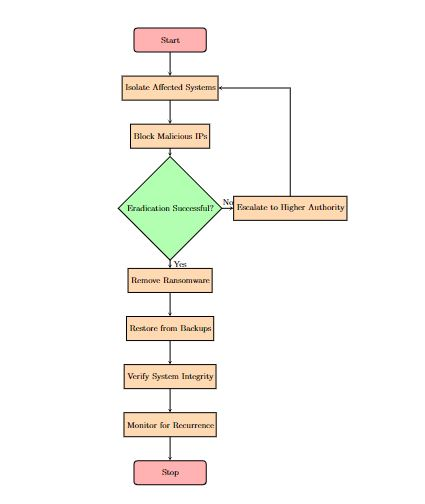 Start
Isolate Affected Systems
Block Malicious IPs
Eradication Successful?
No
Escalate to Higher Authority
Yes
Remove Ransomware
Restore from Backups
Verify System Integrity
Monitor for Recurrence
Stop